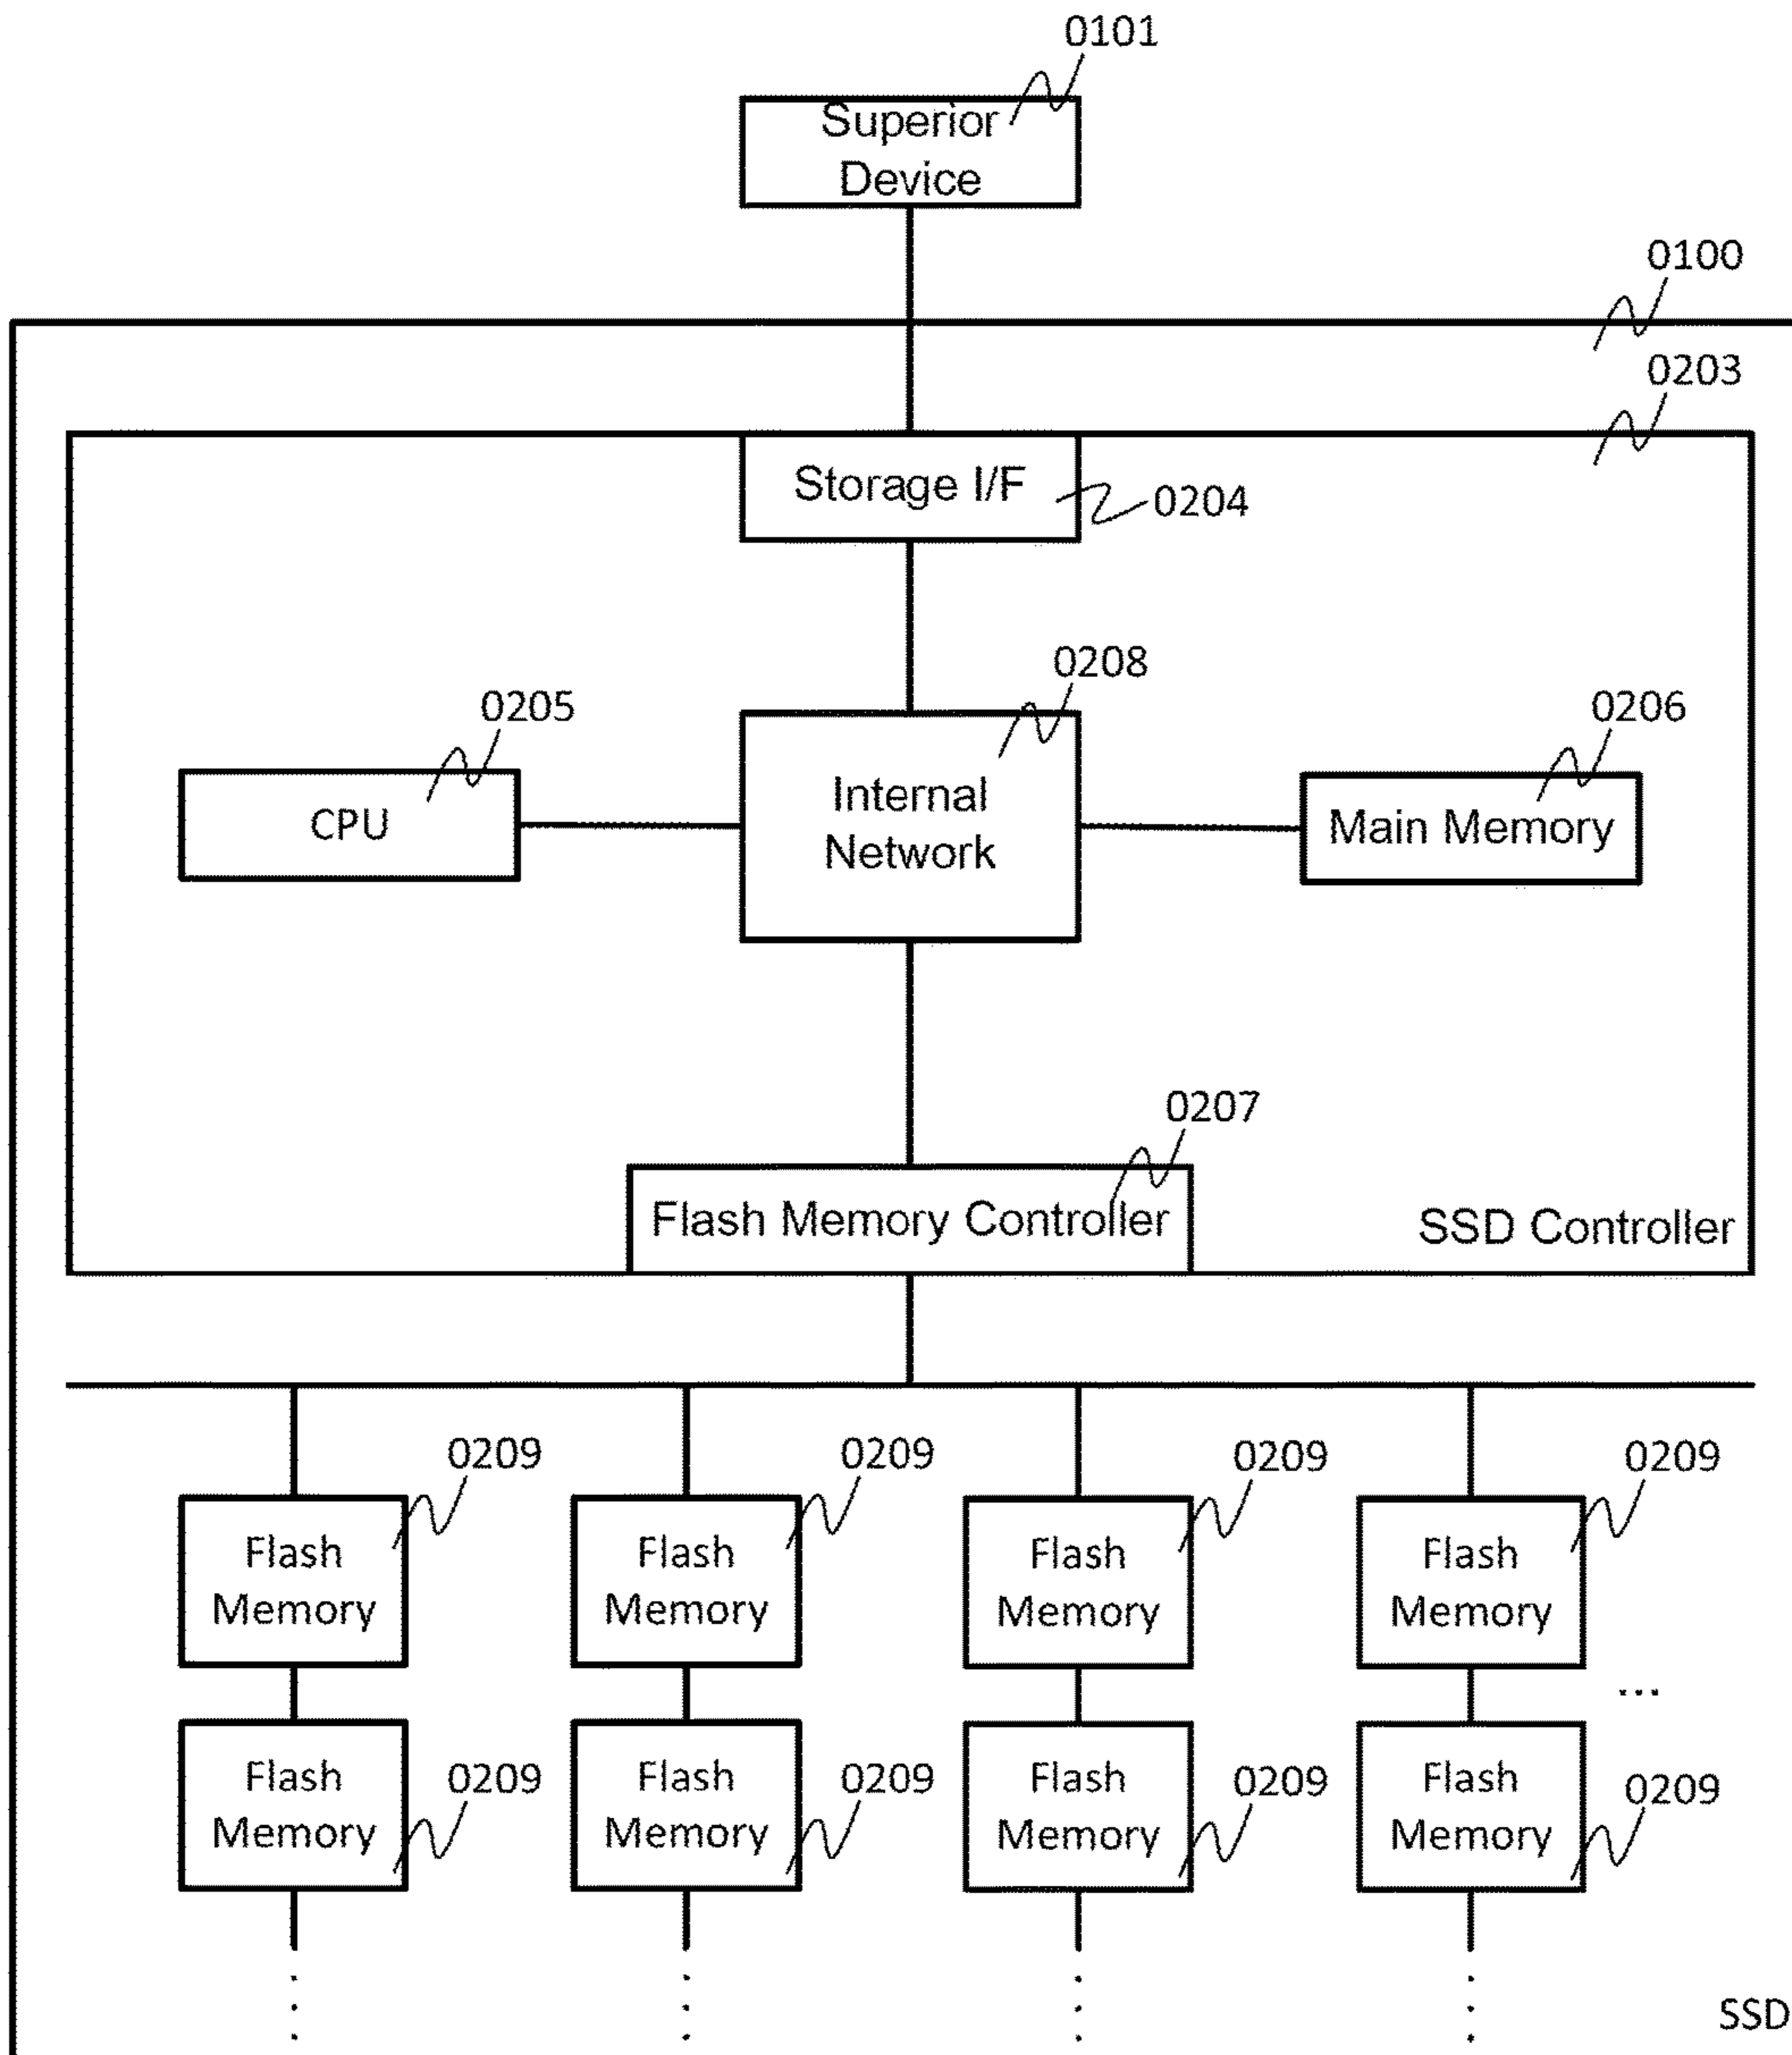 0101
Superior
Device
0100
0203
Storage I/F
0204
0208
0205
0206
Internal
Network
CPU
Main Memory
0207
Flash Memory Controller
SSD Controller
0209
0209
0209
0209
Flash
Memory
Flash
Memory
Flash
Memory
Flash
Memory
...
Flash
Memory
0209
Flash
Memory
0209
Flash
Memory
0209
Flash
Memory
0209
SSD